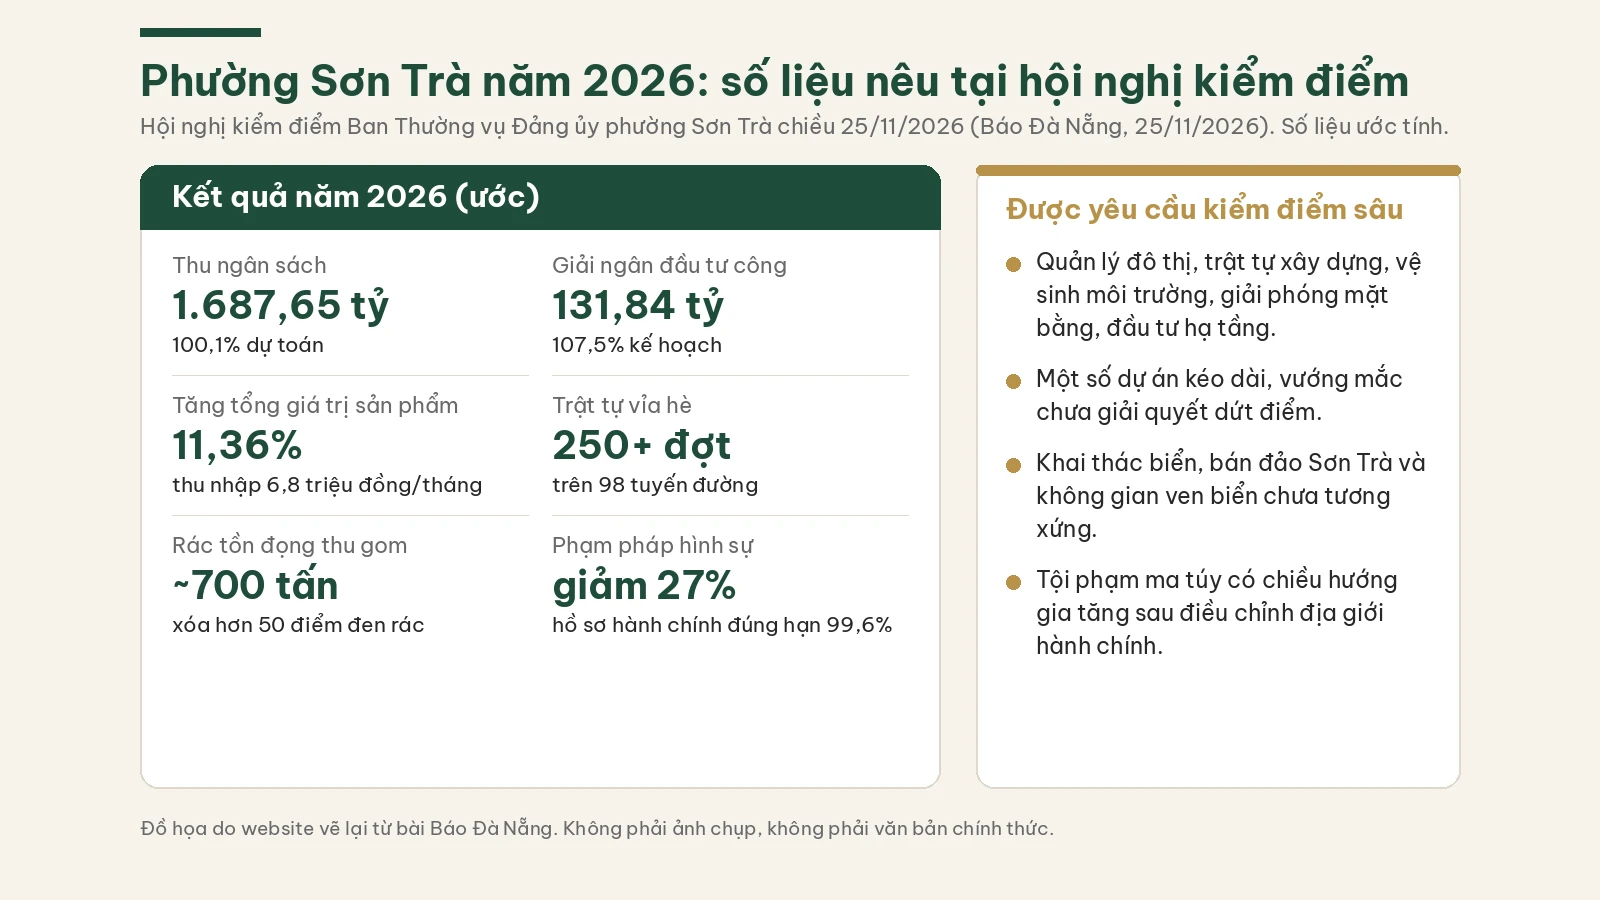 Phường Sơn Trà năm 2026: số liệu nêu tại hội nghị kiểm điểm
Hội nghị kiểm điểm Ban Thường vụ Đảng ủy phường Sơn Trà chiều 25/11/2026 (Báo Đà Nẵng, 25/11/2026). Số liệu ước tính.
Kết quả năm 2026 (ước)
Thu ngân sách
1.687,65 tỷ
100,1% dự toán
Giải ngân đầu tư công
131,84 tỷ
107,5% kế hoạch
Tăng tổng giá trị sản phẩm
11,36%
thu nhập 6,8 triệu đồng/tháng
Trật tự vỉa hè
250+ đợt
trên 98 tuyến đường
Rác tồn đọng thu gom
~700 tấn
xóa hơn 50 điểm đen rác
Phạm pháp hình sự
giảm 27%
hồ sơ hành chính đúng hạn 99,6%
Được yêu cầu kiểm điểm sâu
Quản lý đô thị, trật tự xây dựng, vệ
sinh môi trường, giải phóng mặt
bằng, đầu tư hạ tầng.
Một số dự án kéo dài, vướng mắc
chưa giải quyết dứt điểm.
Khai thác biển, bán đảo Sơn Trà và
không gian ven biển chưa tương
xứng.
Tội phạm ma túy có chiều hướng
gia tăng sau điều chỉnh địa giới
hành chính.
Đồ họa do website vẽ lại từ bài Báo Đà Nẵng. Không phải ảnh chụp, không phải văn bản chính thức.